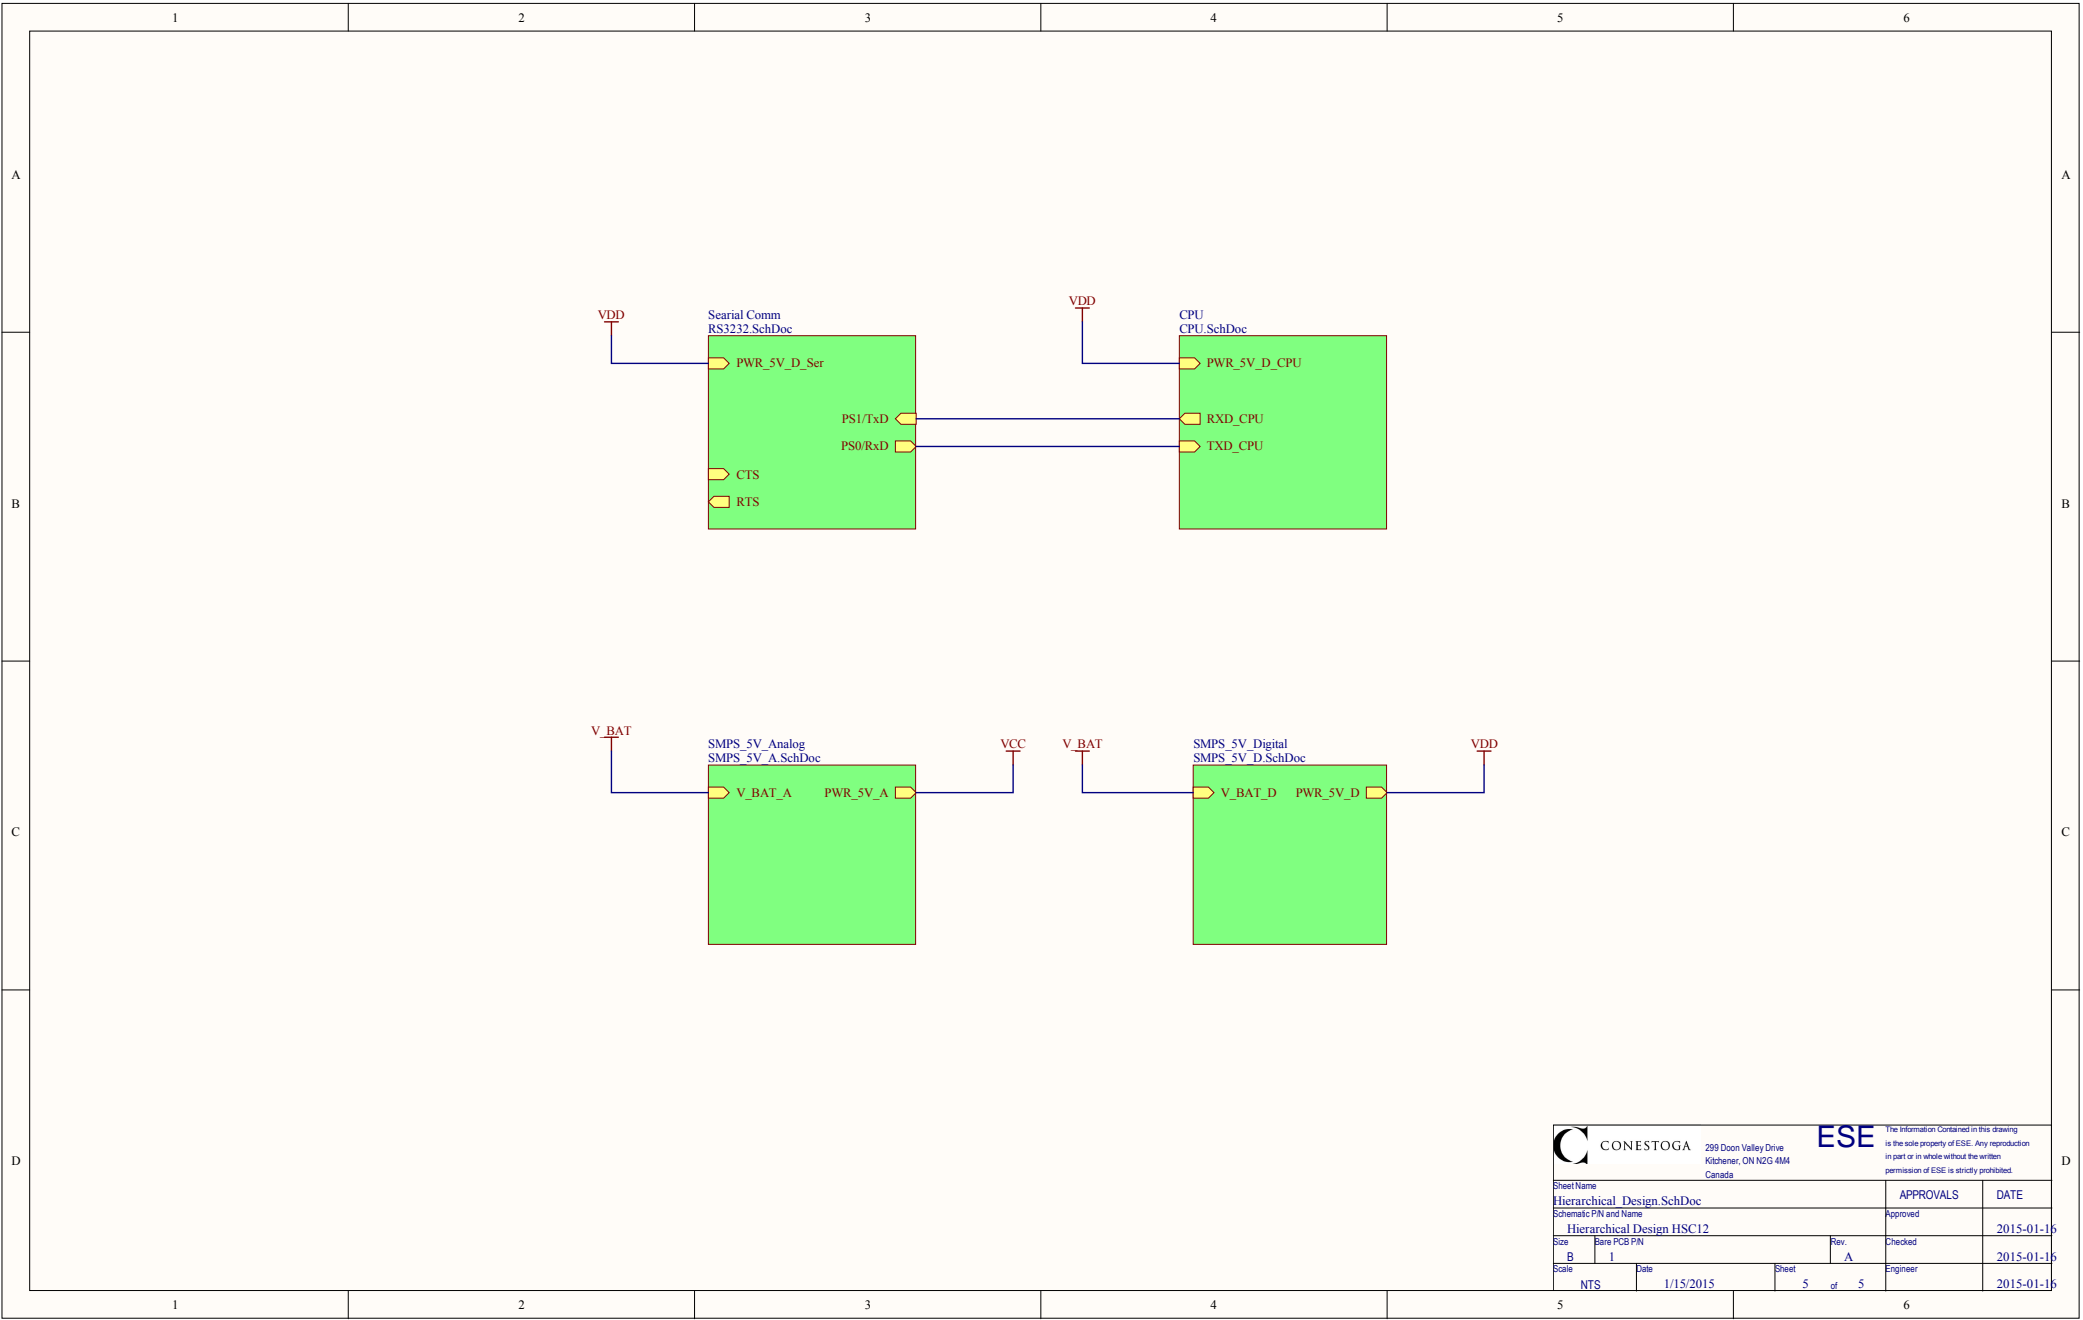 1 2 3 4 5 6
A A
VDD
Searial Comm
RS3232.SchDoc
PWR_5V_D_Ser
PS1/TxD
PS0/RxD
CTS
RTS
VDD
CPU
CPU.SchDoc
PWR_5V_D_CPU
RXD_CPU
TXD_CPU
B B
V_BAT
SMPS_5V_Analog
SMPS_5V_A.SchDoc
V_BAT_A PWR_5V_A
VCC
V_BAT
SMPS_5V_Digital
SMPS_5V_D.SchDoc
V_BAT_D PWR_5V_D
VDD
C C
D D
CONESTOGA
299 Doon Valley Drive
Kitchener, ON N2G 4M4
Canada
ESE
The Information Contained in this drawing
is the sole property of ESE. Any reproduction
in part or in whole without the written
permission of ESE is strictly prohibited.
Sheet Name
Hierarchical_Design.SchDoc
APPROVALS DATE
Schematic P/N and Name
Hierarchical Design HSC12
Approved
2015-01-16
Size Bare PCB P/N Rev. Checked
B 1 A 2015-01-16
Scale Date Sheet Engineer
NTS 1/15/2015 5 of 5 2015-01-16
1 2 3 4 5 6